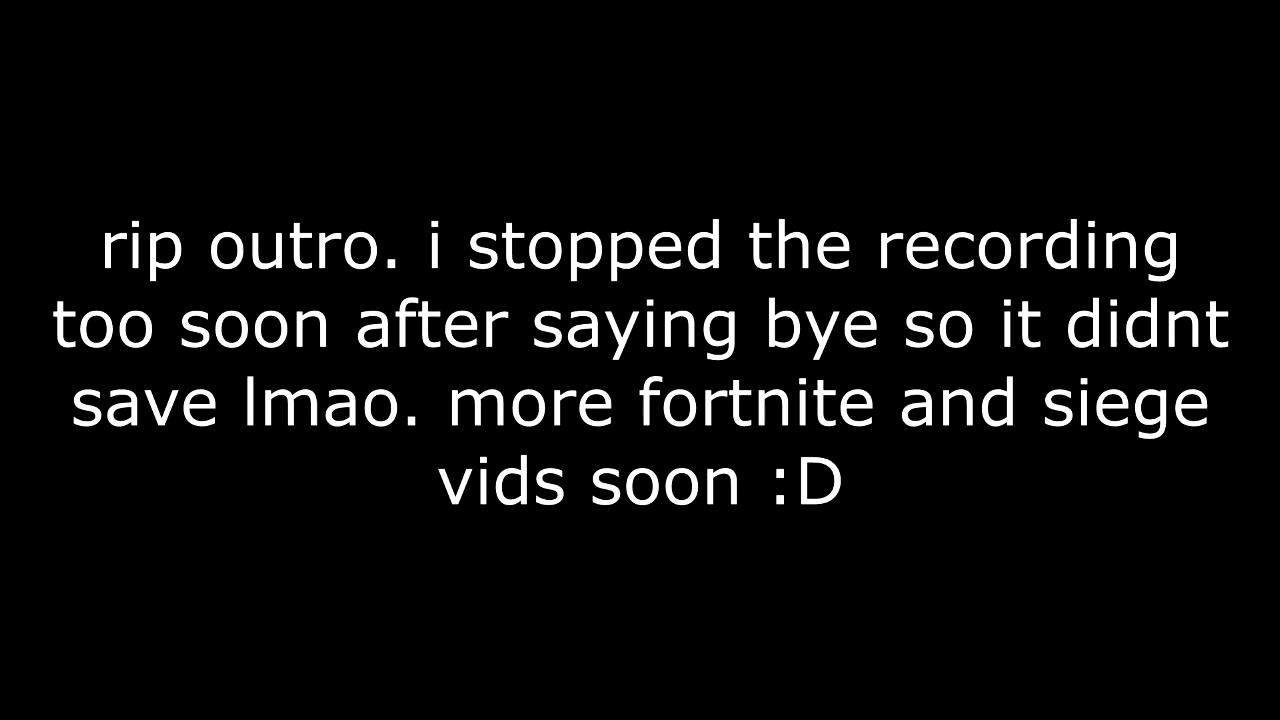 rip outro. i stopped the recording
too soon after saying bye so it didnt
save lmao. more fortnite and siege
vids soon :D